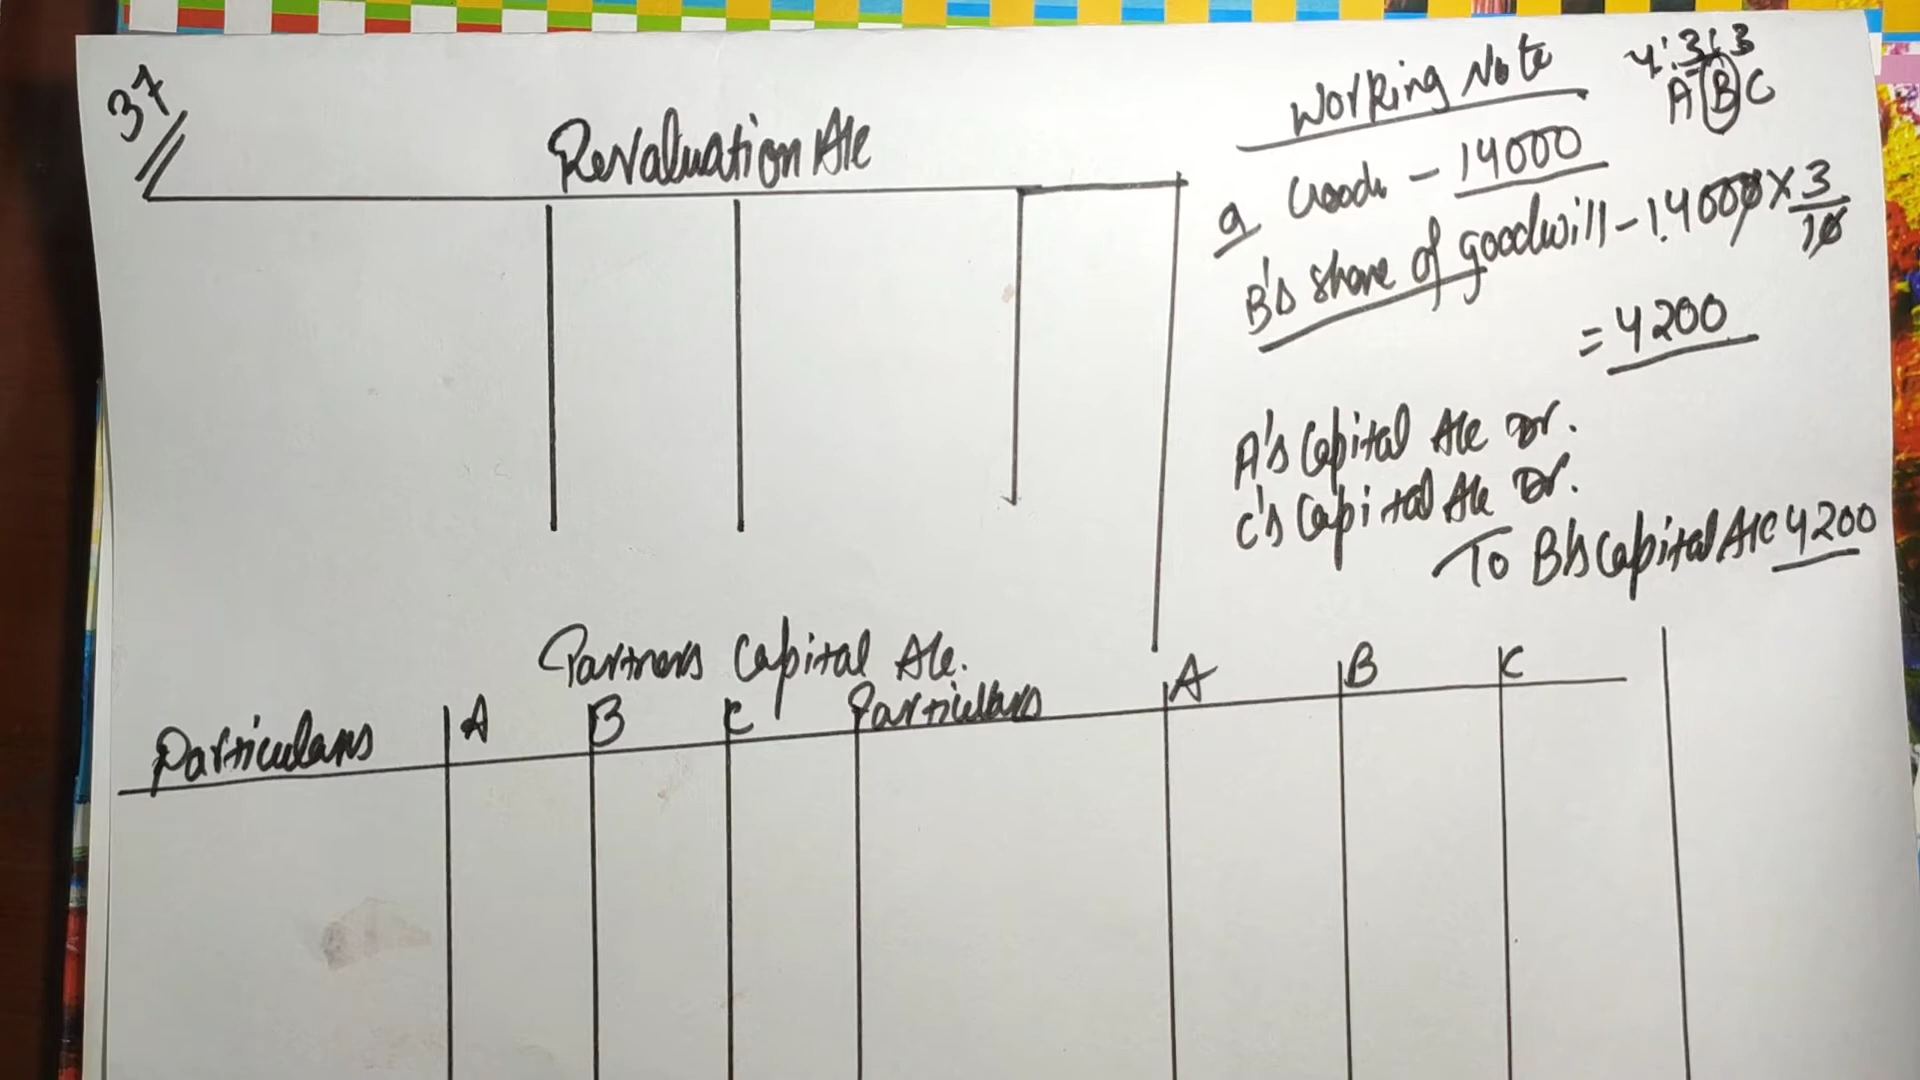 37
Revaluation A/c
Working Note
4:3:3
A B C
a Good - 14000
B's share of goodwill - 14000 x 3/10
= 4200
A's Capital A/c Dr.
C's Capital A/c Dr.
To B's Capital A/c 4200
Partners Capital A/c.
Particulars A B C Particulars A B C